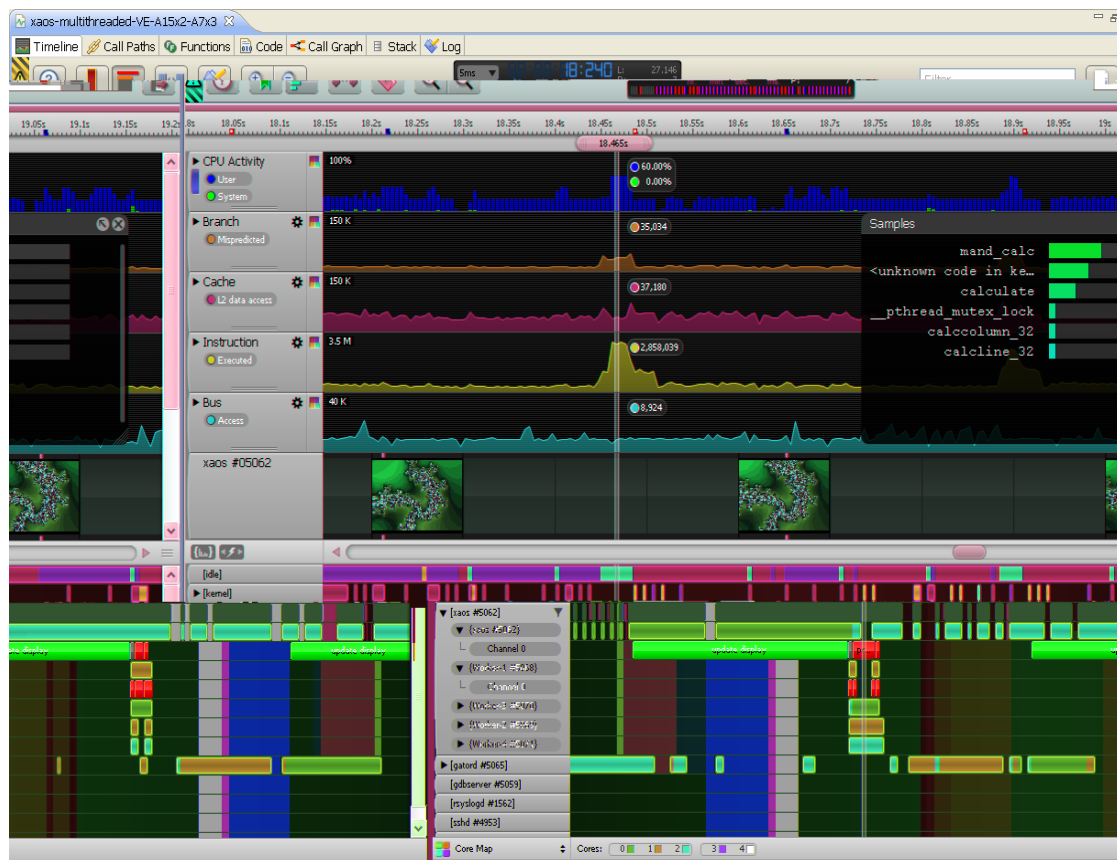 xaos-multithreaded-VE-A15x2-A7x3
Timeline Call Paths Functions Code Call Graph Stack Log
5ms 18:240 27.146
Filter
19.05s 19.1s 19.15s 18.05s 18.1s 18.15s 18.2s 18.25s 18.3s 18.35s 18.4s 18.45s 18.5s 18.55s 18.6s 18.65s 18.7s 18.75s 18.8s 18.85s 18.9s 18.95s 19s
18.465s
CPU Activity 100%
User 60.00%
System 0.00%
Branch 150 K
Mispredicted 35,034
Samples
mand_calc
<unknown code in ke...
calculate
__pthread_mutex_lock
calccolumn_32
calcline_32
Cache 150 K
L2 data access 37,180
Instruction 3.5 M
Executed 2,858,039
Bus 40 K
Access 8,924
xaos #05062
[idle]
[kernel]
[xaos #5062]
Channel 0
update display
update display
update display
Channel 0
[gatord #5065]
[gdbserver #5059]
[rsyslogd #1562]
[sshd #4953]
Core Map Cores: 0 1 2 3 4